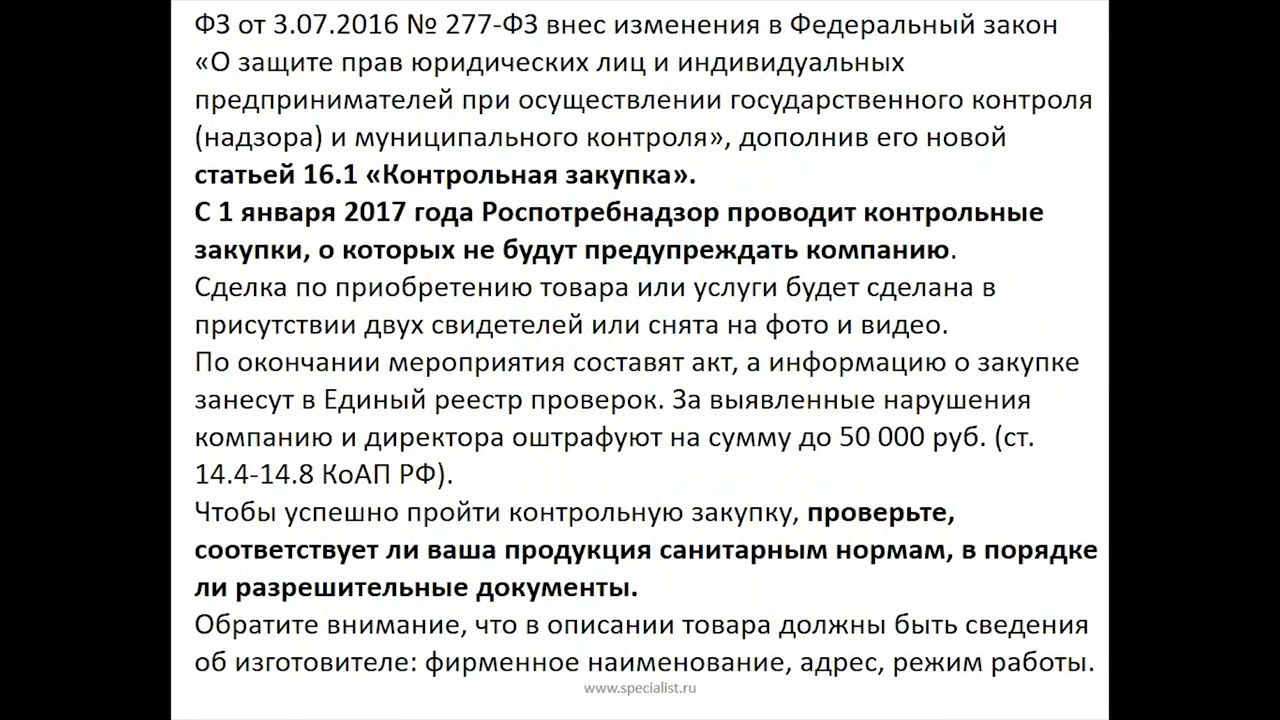 ФЗ от 3.07.2016 № 277-ФЗ внес изменения в Федеральный закон
«О защите прав юридических лиц и индивидуальных
предпринимателей при осуществлении государственного контроля
(надзора) и муниципального контроля», дополнив его новой
статьей 16.1 «Контрольная закупка».
С 1 января 2017 года Роспотребнадзор проводит контрольные
закупки, о которых не будут предупреждать компанию.
Сделка по приобретению товара или услуги будет сделана в
присутствии двух свидетелей или снята на фото и видео.
По окончании мероприятия составят акт, а информацию о закупке
занесут в Единый реестр проверок. За выявленные нарушения
компанию и директора оштрафуют на сумму до 50 000 руб. (ст.
14.4-14.8 КоАП РФ).
Чтобы успешно пройти контрольную закупку, проверьте,
соответствует ли ваша продукция санитарным нормам, в порядке
ли разрешительные документы.
Обратите внимание, что в описании товара должны быть сведения
об изготовителе: фирменное наименование, адрес, режим работы.
www.specialist.ru